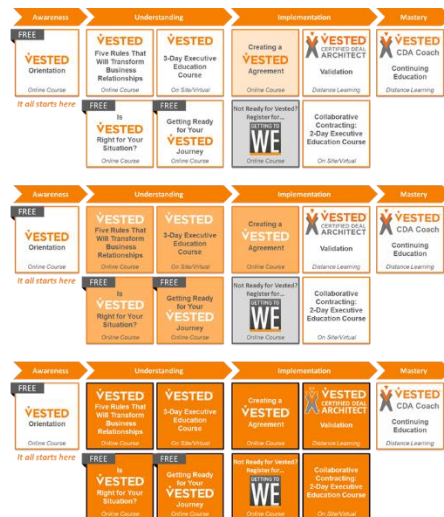 Awareness
Understanding
Implementation
Mastery
FREE
VESTED
Orientation
Online Course
It all starts here
VESTED
Five Rules That
Will Transform
Business
Relationships
Online Course
VESTED
3-Day Executive
Education
Course
On Site/Virtual
Creating a
VESTED
Agreement
Online Course
VESTED
CERTIFIED DEAL
ARCHITECT
Validation
Distance Learning
VESTED
CDA Coach
Continuing
Education
Distance Learning
FREE
Is
VESTED
Right for Your
Situation?
Online Course
FREE
Getting Ready
for Your
VESTED
Journey
Online Course
Not Ready for Vested?
Register for...
GETTING TO
WE
Online Course
Collaborative
Contracting:
2-Day Executive
Education Course
On Site/Virtual
Awareness
Understanding
Implementation
Mastery
FREE
VESTED
Orientation
Online Course
It all starts here
VESTED
Five Rules That
Will Transform
Business
Relationships
Online Course
VESTED
3-Day Executive
Education
Course
On Site/Virtual
Creating a
VESTED
Agreement
Online Course
VESTED
CERTIFIED DEAL
ARCHITECT
Validation
Distance Learning
VESTED
CDA Coach
Continuing
Education
Distance Learning
FREE
Is
VESTED
Right for Your
Situation?
Online Course
FREE
Getting Ready
for Your
VESTED
Journey
Online Course
Not Ready for Vested?
Register for...
GETTING TO
WE
Online Course
Collaborative
Contracting:
2-Day Executive
Education Course
On Site/Virtual
Awareness
Understanding
Implementation
Mastery
FREE
VESTED
Orientation
Online Course
It all starts here
VESTED
Five Rules That
Will Transform
Business
Relationships
Online Course
VESTED
3-Day Executive
Education
Course
On Site/Virtual
Creating a
VESTED
Agreement
Online Course
VESTED
CERTIFIED DEAL
ARCHITECT
Validation
Distance Learning
VESTED
CDA Coach
Continuing
Education
Distance Learning
FREE
Is
VESTED
Right for Your
Situation?
Online Course
FREE
Getting Ready
for Your
VESTED
Journey
Online Course
Not Ready for Vested?
Register for...
GETTING TO
WE
Online Course
Collaborative
Contracting:
2-Day Executive
Education Course
On Site/Virtual